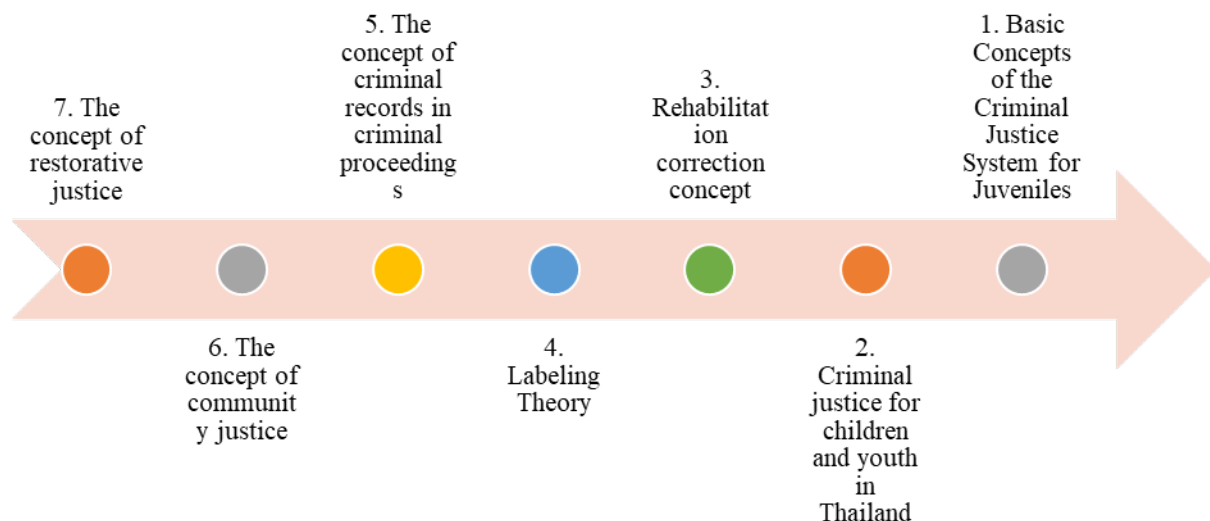 7. The
concept of
restorative
justice
6. The
concept of
communit
y justice
5. The
concept of
criminal
records in
criminal
proceeding
s
4.
Labeling
Theory
3.
Rehabilitat
ion
correction
concept
2.
Criminal
justice for
children
and youth
in
Thailand
1. Basic
Concepts
of the
Criminal
Justice
System for
Juveniles